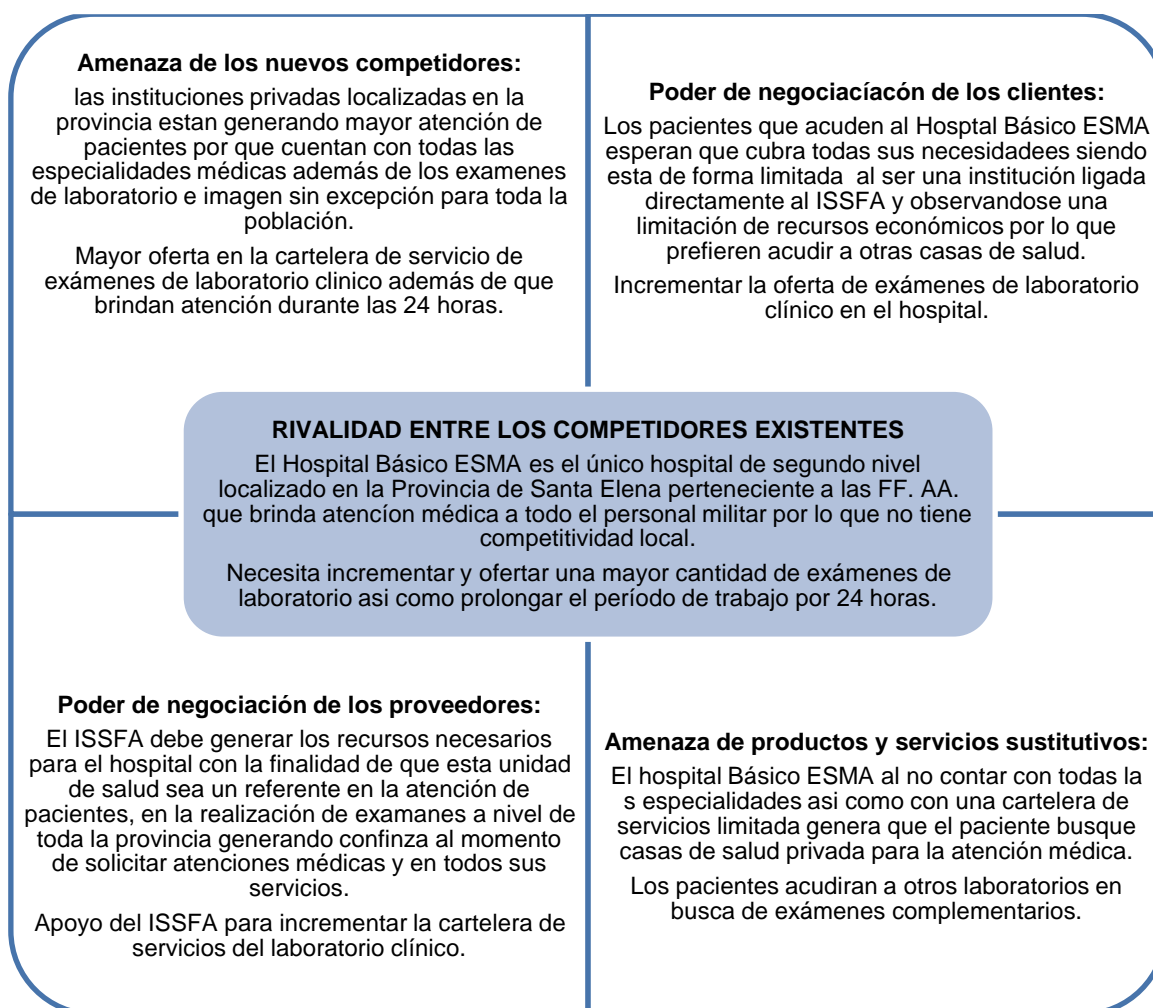 Amenaza de los nuevos competidores:
las instituciones privadas localizadas en la
provincia estan generando mayor atención de
pacientes por que cuentan con todas las
especialidades médicas además de los examenes
de laboratorio e imagen sin excepción para toda la
población.
Mayor oferta en la cartelera de servicio de
exámenes de laboratorio clinico además de que
brindan atención durante las 24 horas.
Poder de negociacíacón de los clientes:
Los pacientes que acuden al Hosptal Básico ESMA
esperan que cubra todas sus necesidadees siendo
esta de forma limitada al ser una institución ligada
directamente al ISSFA y observandose una
limitación de recursos económicos por lo que
prefieren acudir a otras casas de salud.
Incrementar la oferta de exámenes de laboratorio
clínico en el hospital.
RIVALIDAD ENTRE LOS COMPETIDORES EXISTENTES
El Hospital Básico ESMA es el único hospital de segundo nivel
localizado en la Provincia de Santa Elena perteneciente a las FF. AA.
que brinda atencíon médica a todo el personal militar por lo que no tiene
competitividad local.
Necesita incrementar y ofertar una mayor cantidad de exámenes de
laboratorio asi como prolongar el período de trabajo por 24 horas.
Poder de negociación de los proveedores:
El ISSFA debe generar los recursos necesarios
para el hospital con la finalidad de que esta unidad
de salud sea un referente en la atención de
pacientes, en la realización de examanes a nivel de
toda la provincia generando confinza al momento
de solicitar atenciones médicas y en todos sus
servicios.
Apoyo del ISSFA para incrementar la cartelera de
servicios del laboratorio clínico.
Amenaza de productos y servicios sustitutivos:
El hospital Básico ESMA al no contar con todas la
s especialidades asi como con una cartelera de
servicios limitada genera que el paciente busque
casas de salud privada para la atención médica.
Los pacientes acudiran a otros laboratorios en
busca de exámenes complementarios.